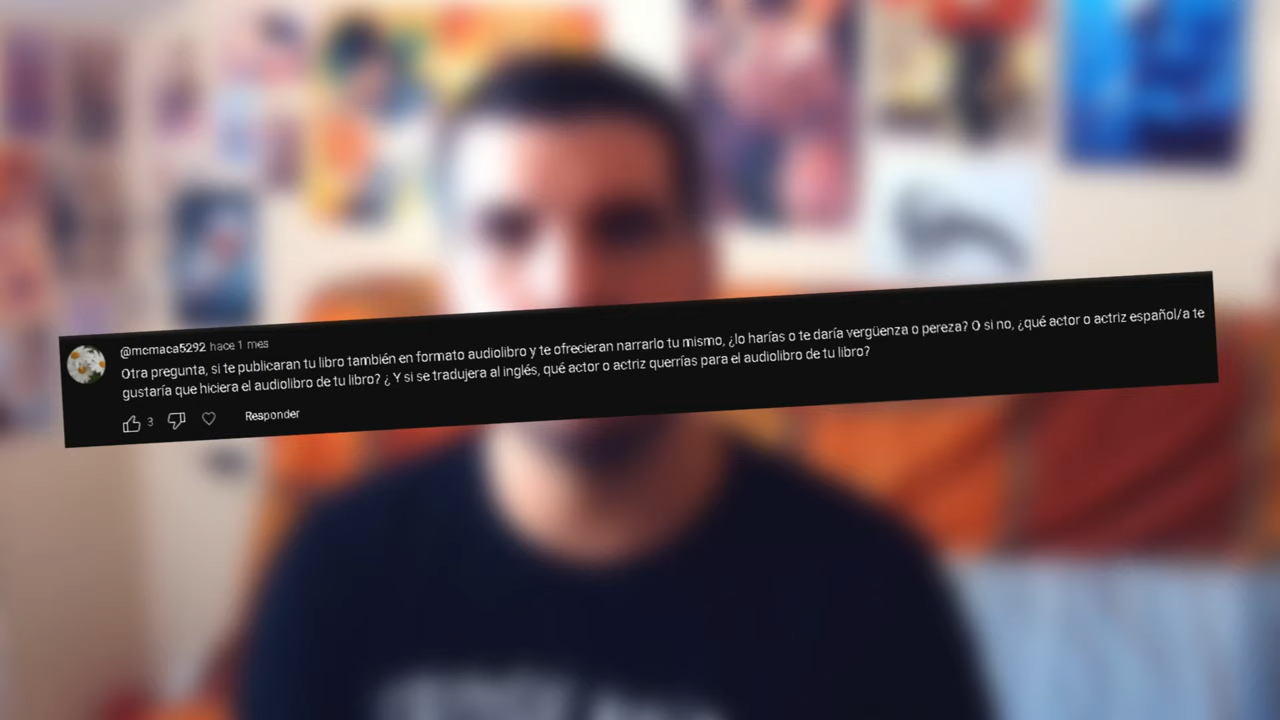 @mcmaca5292 hace 1 mes
Otra pregunta, si te publicaran tu libro también en formato audiolibro y te ofrecieran narrarlo tu mismo, ¿lo harías o te daría vergüenza o pereza? O si no, ¿qué actor o actriz español/a te
gustaría que hiciera el audiolibro de tu libro? ¿ Y si se tradujera al inglés, qué actor o actriz querrías para el audiolibro de tu libro?
3 Responder